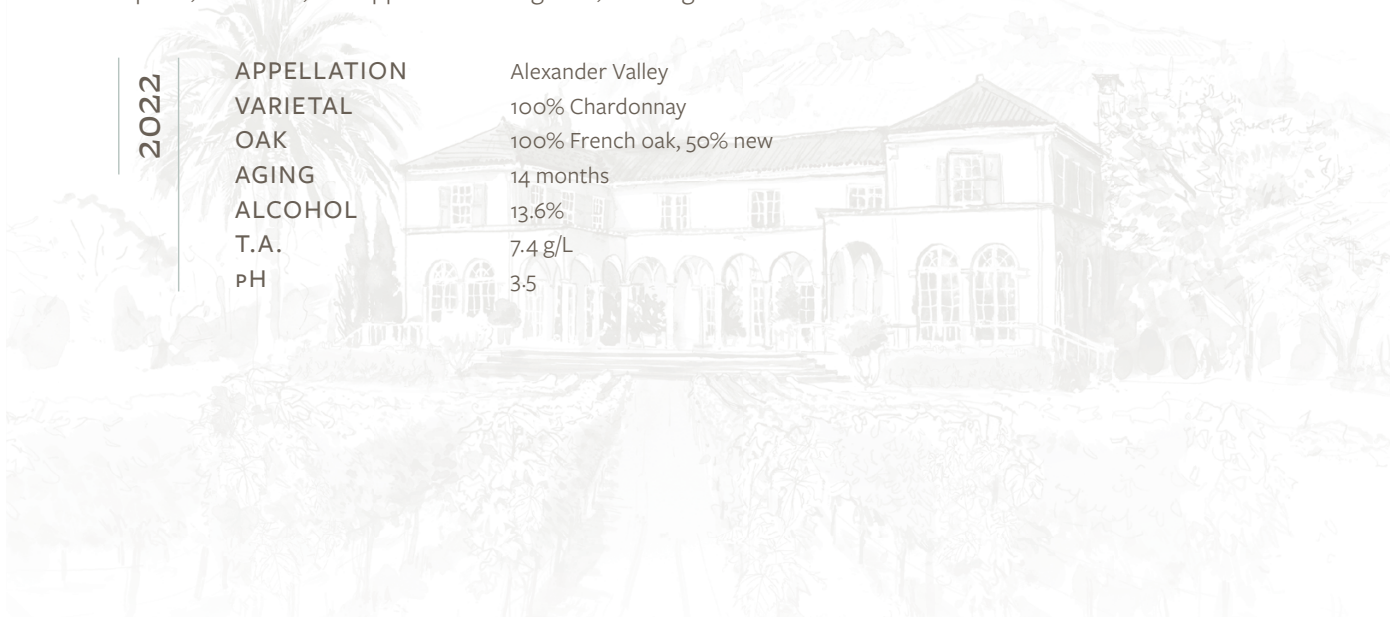 2022
APPELLATION Alexander Valley
VARIETAL 100% Chardonnay
OAK 100% French oak, 50% new
AGING 14 months
ALCOHOL 13.6%
T.A. 7.4 g/L
pH 3.5